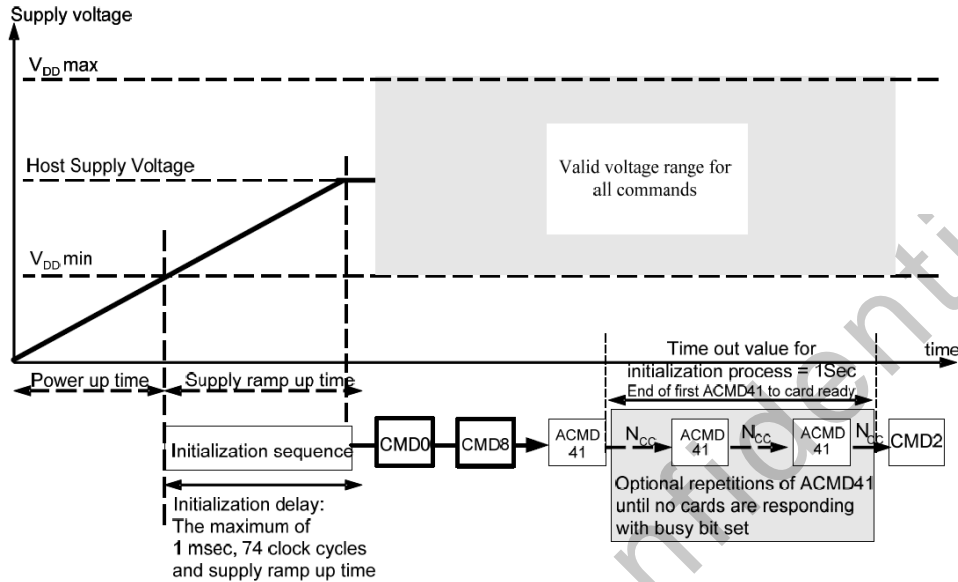 Supply voltage
V_DD max
Host Supply Voltage
Valid voltage range for
all commands
V_DD min
time
Power up time
Supply ramp up time
Time out value for
initialization process = 1Sec
End of first ACMD41 to card ready
Initialization sequence
CMD0
CMD8
ACMD
41
N_CC
ACMD
41
N_CC
ACMD
41
N_CC
CMD2
Optional repetitions of ACMD41
until no cards are responding
with busy bit set
Initialization delay:
The maximum of
1 msec, 74 clock cycles
and supply ramp up time
nfidenti